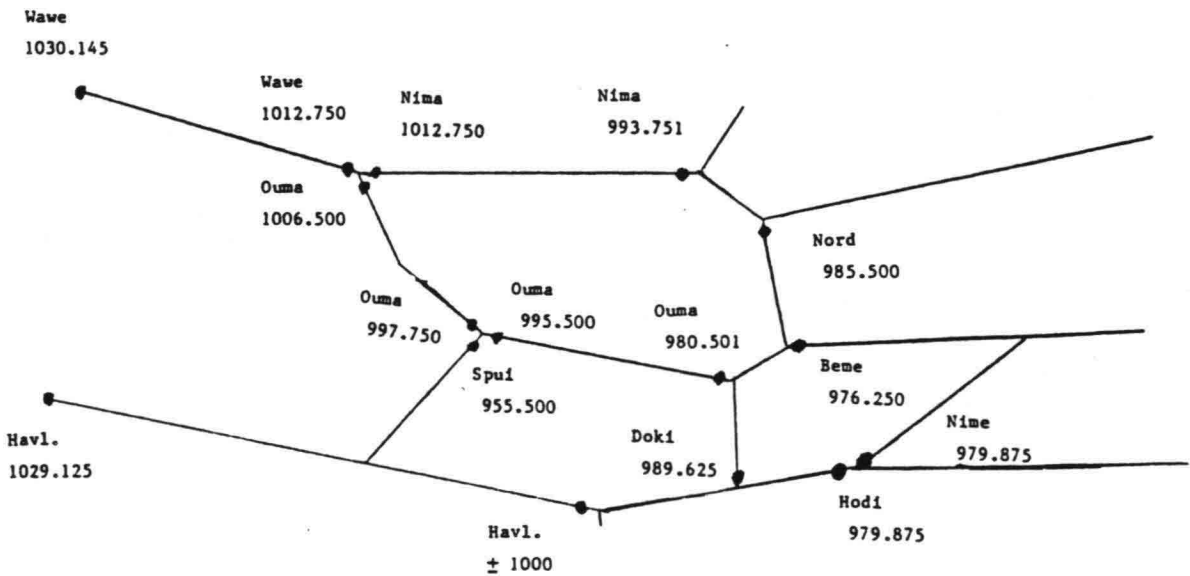 Wawe
1030.145
Wawe
1012.750
Nima
1012.750
Nima
993.751
Ouma
1006.500
Nord
985.500
Ouma
997.750
Ouma
995.500
Ouma
980.501
Spui
955.500
Beme
976.250
Havl.
1029.125
Doki
989.625
Nime
979.875
Hodi
979.875
Havl.
± 1000